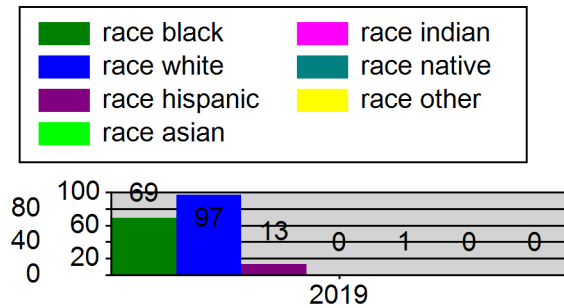 race black race indian
race white race native
race hispanic race other
race asian
100
80
60
40
20
0
69 97 13 0 1 0 0
2019